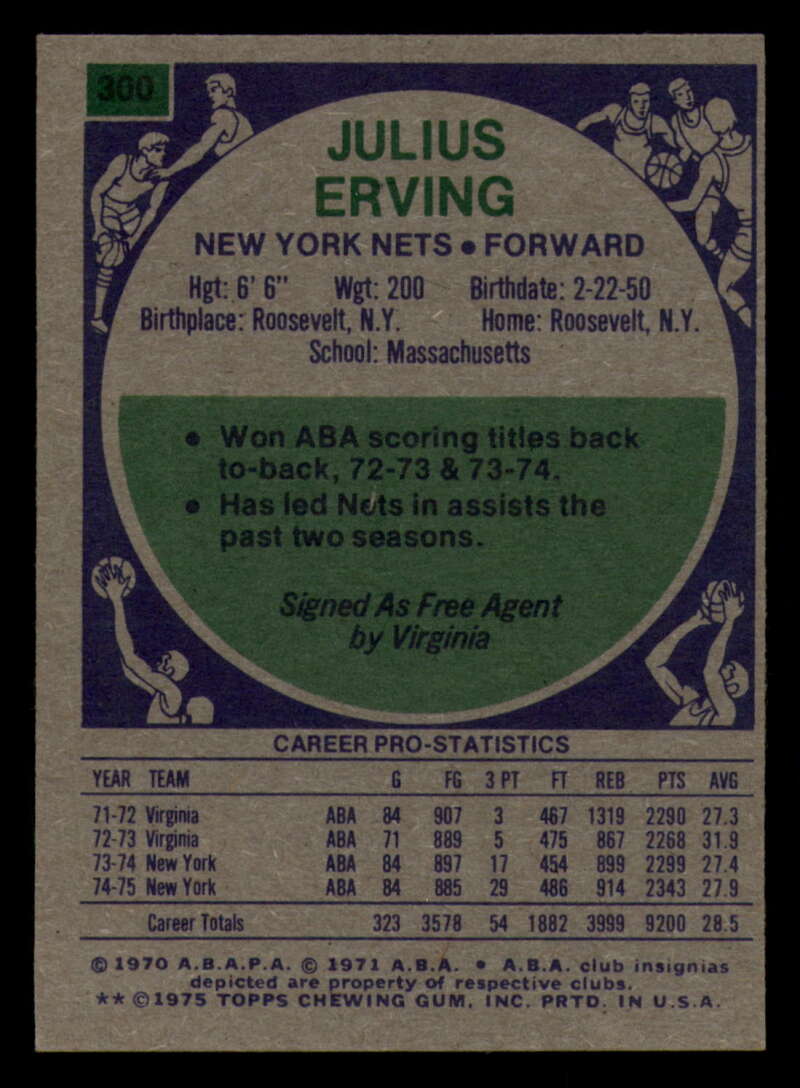 300
JULIUS
ERVING
NEW YORK NETS • FORWARD
Hgt: 6' 6" Wgt: 200 Birthdate: 2-22-50
Birthplace: Roosevelt, N.Y. Home: Roosevelt, N.Y.
School: Massachusetts
• Won ABA scoring titles back
to-back, 72-73 & 73-74.
• Has led Nets in assists the
past two seasons.
Signed As Free Agent
by Virginia
CAREER PRO-STATISTICS
YEAR TEAM G FG 3 PT FT REB PTS AVG
71-72 Virginia ABA 84 907 3 467 1319 2290 27.3
72-73 Virginia ABA 71 889 5 475 867 2268 31.9
73-74 New York ABA 84 897 17 454 899 2299 27.4
74-75 New York ABA 84 885 29 486 914 2343 27.9
Career Totals 323 3578 54 1882 3999 9200 28.5
© 1970 A.B.A.P.A. © 1971 A.B.A. • A.B.A. club insignias
depicted are property of respective clubs.
** ©1975 TOPPS CHEWING GUM, INC. PRTD. IN U.S.A.